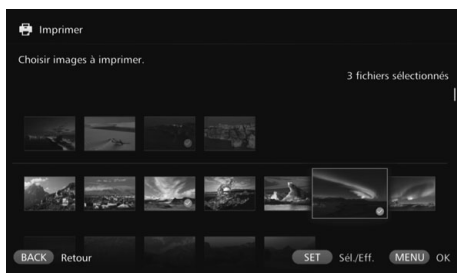 Imprimer
Choisir images à imprimer.
3 fichiers sélectionnés
BACK Retour SET Sél./Eff. MENU OK